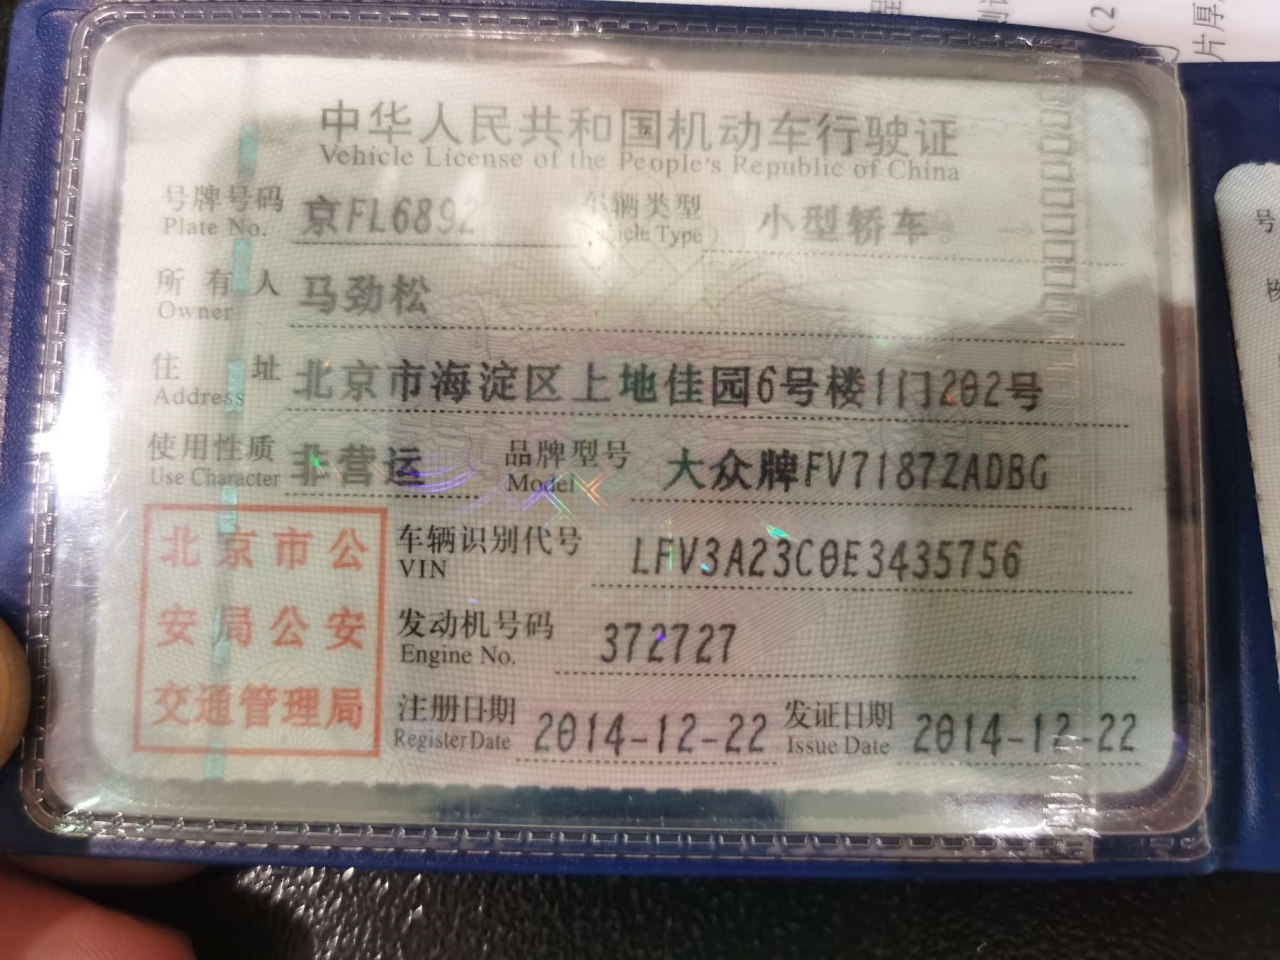 中华人民共和国机动车行驶证
Vehicle License of the People's Republic of China
号牌号码 京FL6892 车辆类型 小型轿车
Plate No. Vehicle Type
所有人 马劲松
Owner
住址 北京市海淀区上地佳园6号楼1门202号
Address
使用性质 非营运 品牌型号 大众牌FV7187ZADBG
Use Character Model
北京市公
安局公安
交通管理局
车辆识别代号 LFV3A23C0E3435756
VIN
发动机号码 372727
Engine No.
注册日期 2014-12-22 发证日期 2014-12-22
Register Date Issue Date
号
片厚
(2